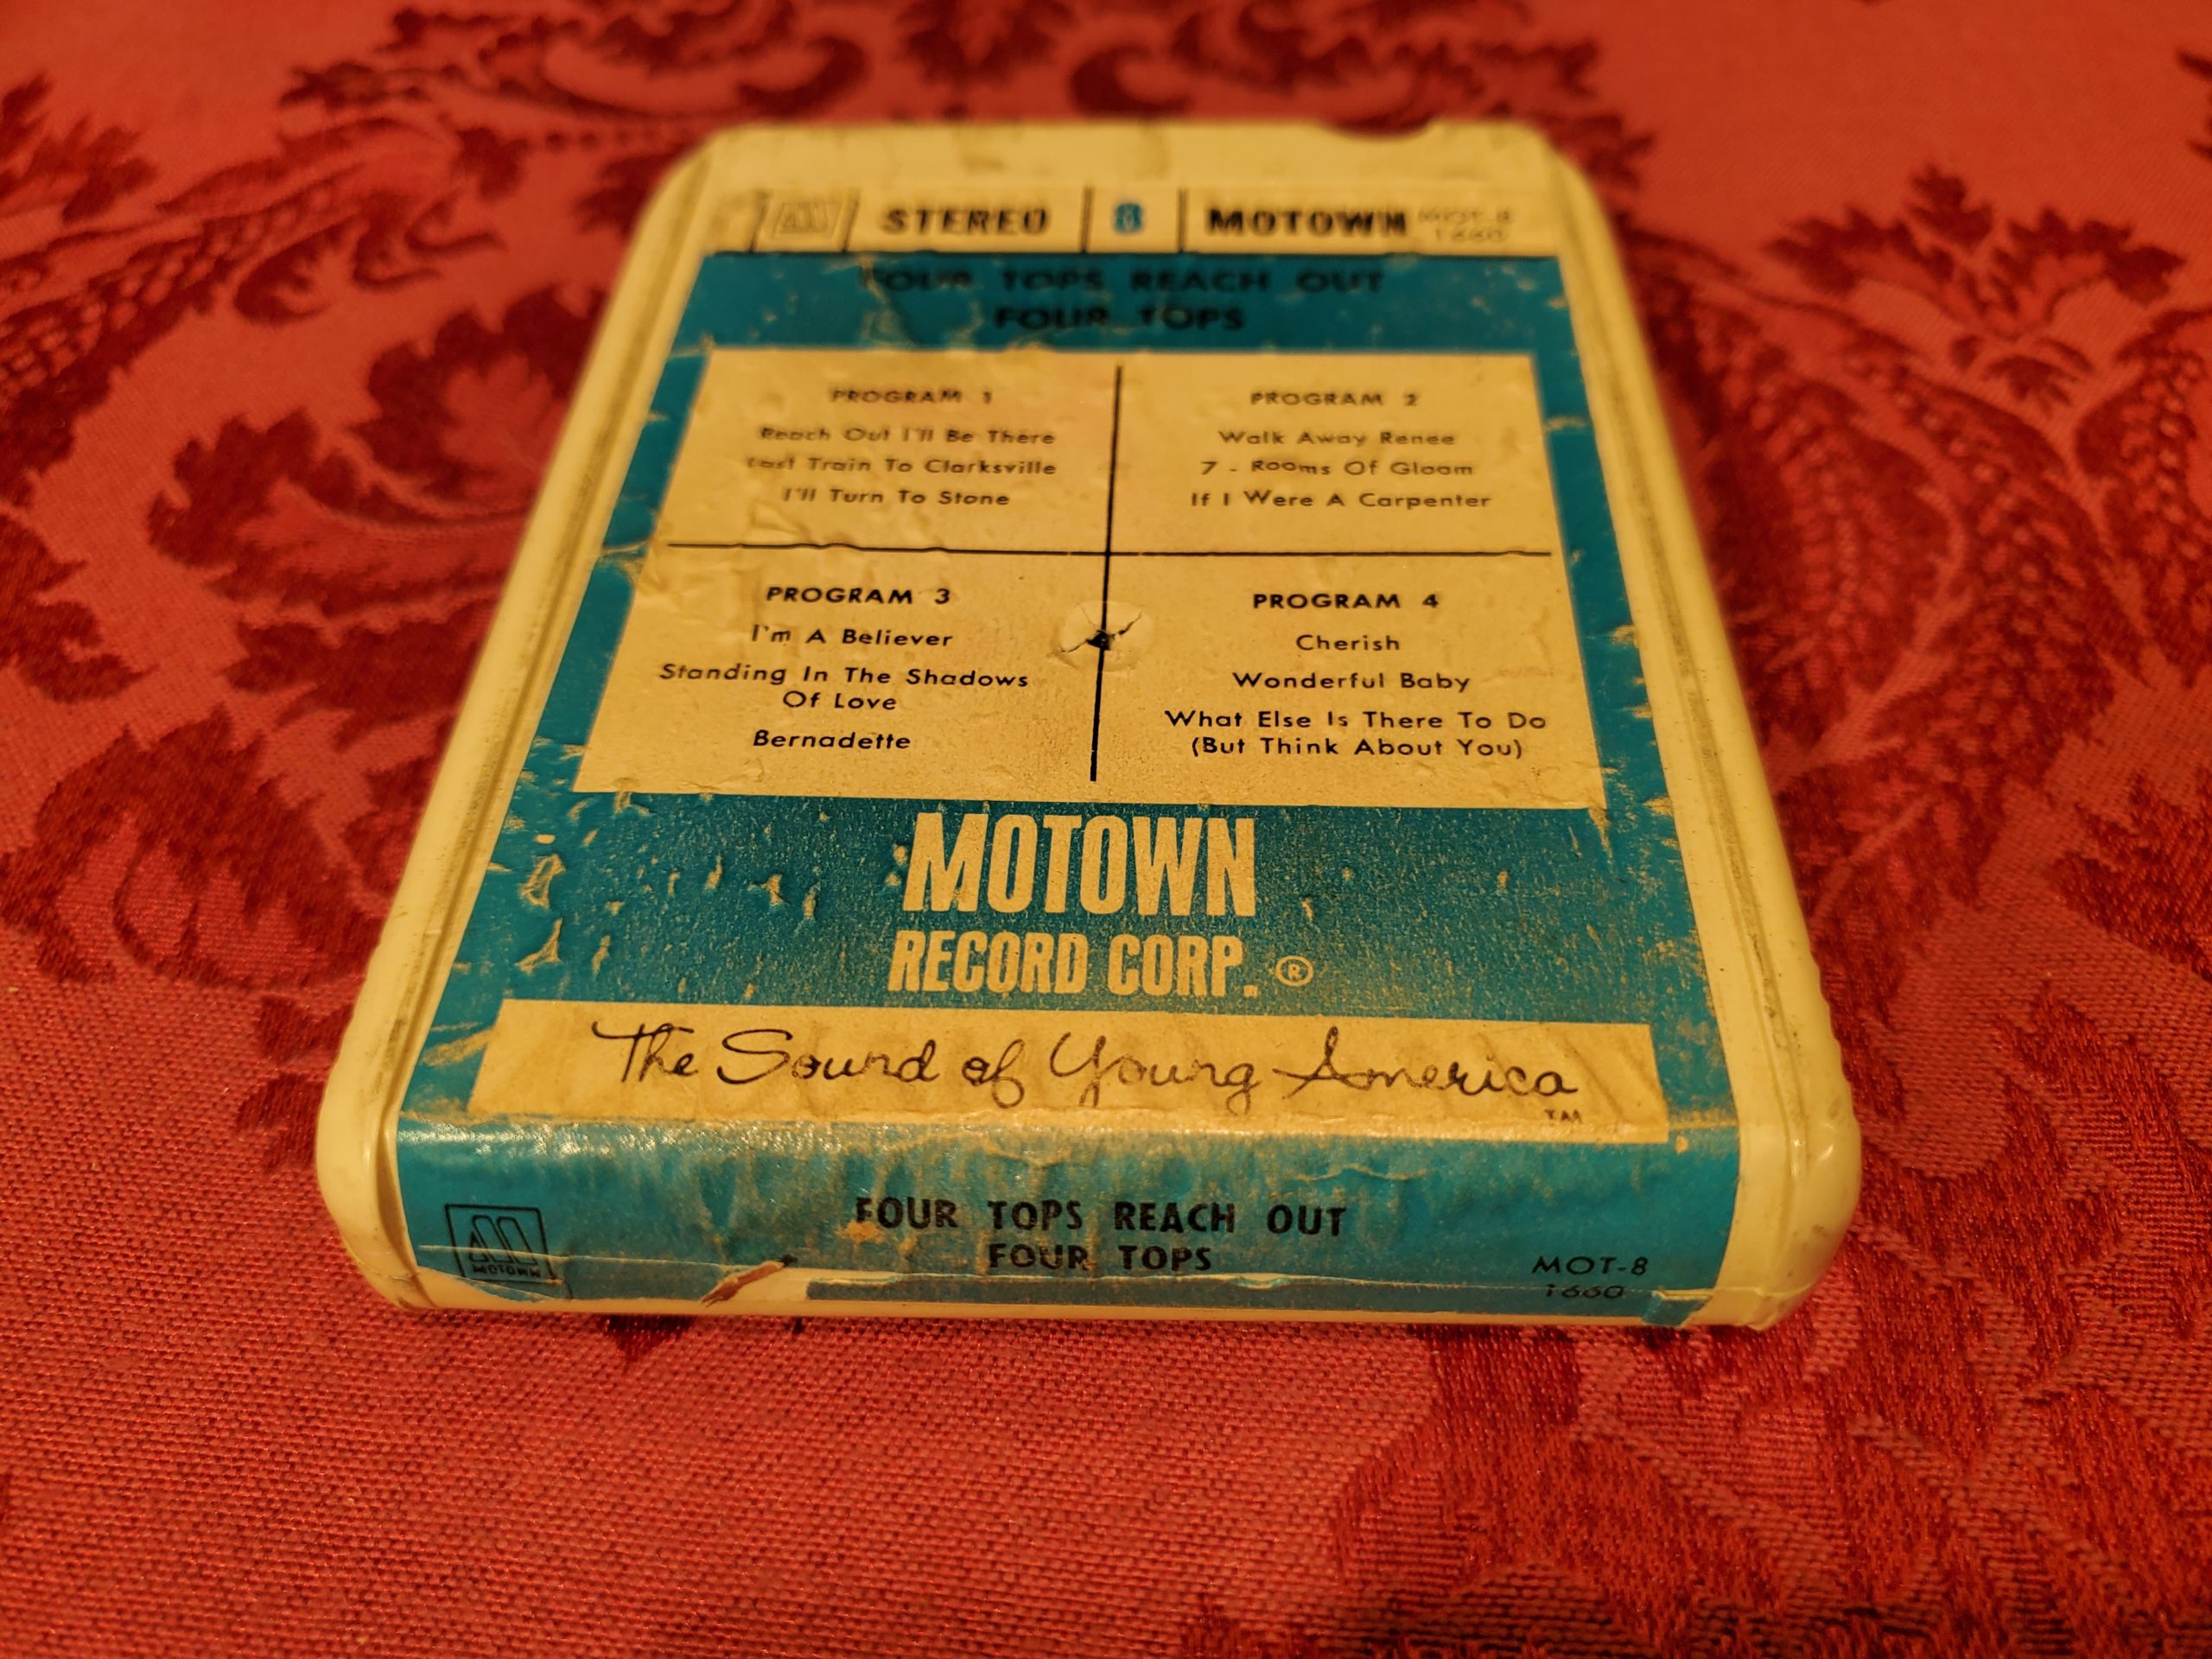 STEREO 8 MOTOWN MOT-8
1660
FOUR TOPS REACH OUT
FOUR TOPS
PROGRAM 1
Reach Out I'll Be There
Last Train To Clarksville
I'll Turn To Stone
PROGRAM 2
Walk Away Renee
7 - Rooms Of Gloom
If I Were A Carpenter
PROGRAM 3
I'm A Believer
Standing In The Shadows
Of Love
Bernadette
PROGRAM 4
Cherish
Wonderful Baby
What Else Is There To Do
(But Think About You)
MOTOWN
RECORD CORP. ®
The Sound of Young America
TM
FOUR TOPS REACH OUT
FOUR TOPS
MOTOWN
MOT-8
1660